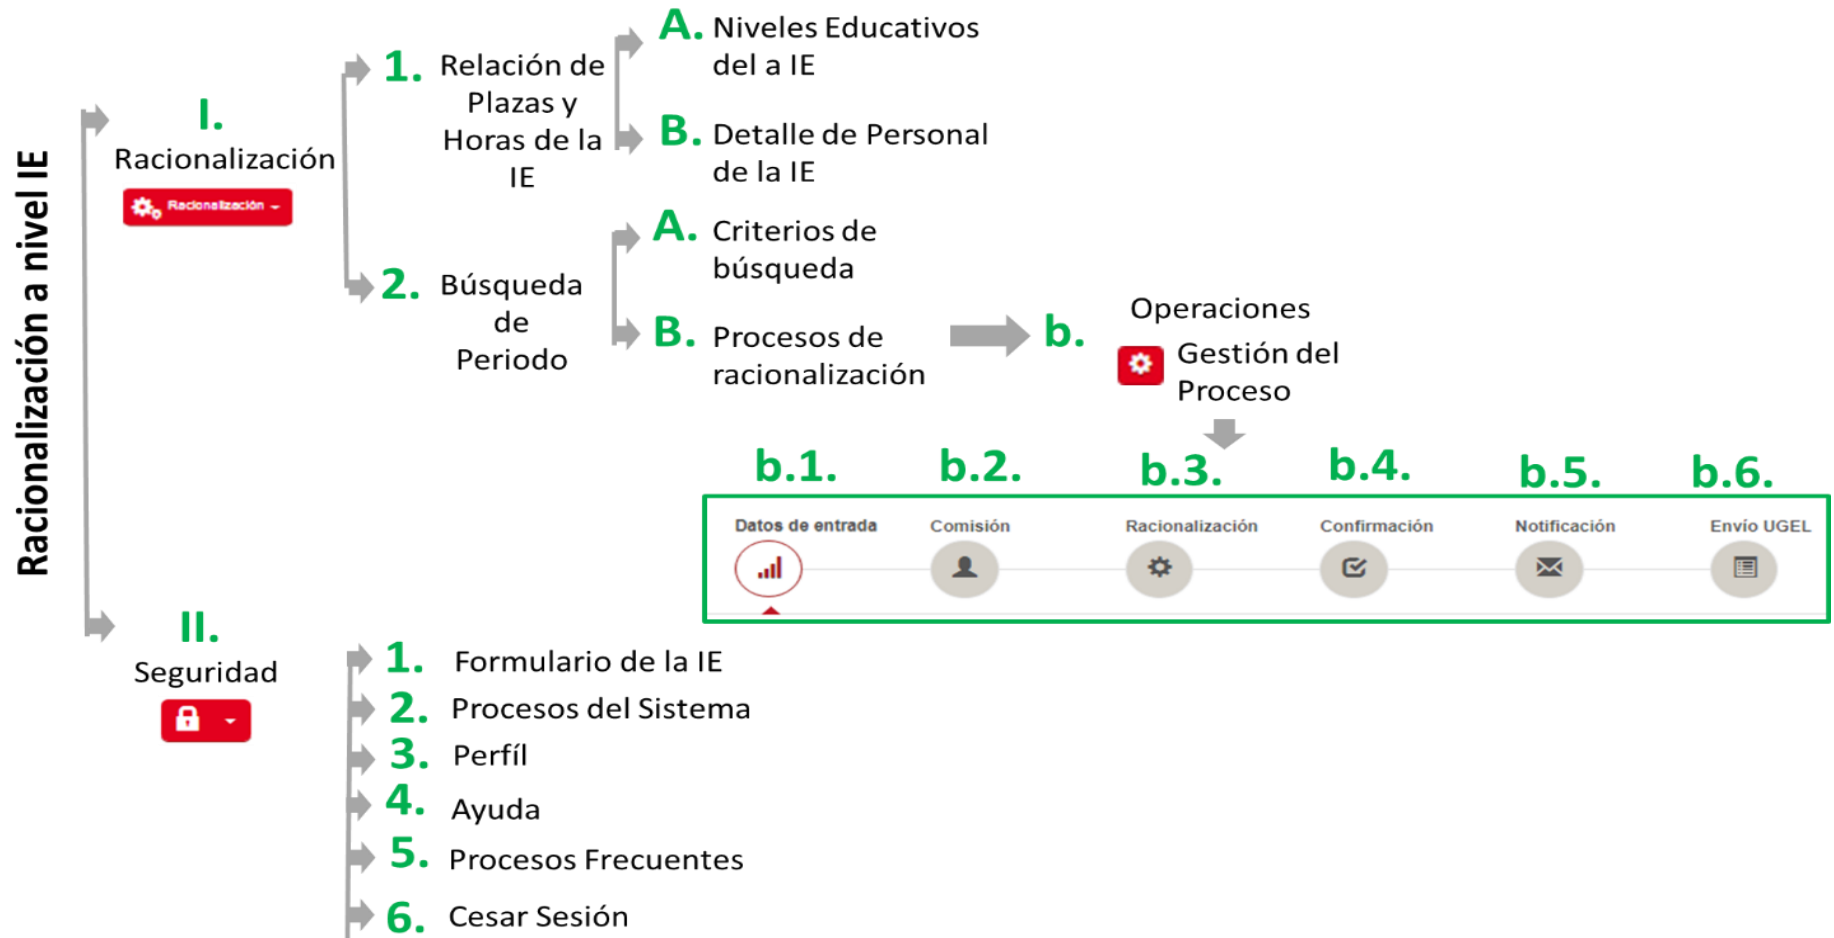 Racionalización a nivel IE
I.
Racionalización
Racionalización
1.
Relación de
Plazas y
Horas de la
IE
A.
Niveles Educativos
del a IE
B.
Detalle de Personal
de la IE
2.
Búsqueda
de
Periodo
A.
Criterios de
búsqueda
B.
Procesos de
racionalización
b.
Operaciones
Gestión del
Proceso
b.1.
b.2.
b.3.
b.4.
b.5.
b.6.
Datos de entrada
Comisión
Racionalización
Confirmación
Notificación
Envío UGEL
II.
Seguridad
1. Formulario de la IE
2. Procesos del Sistema
3. Perfíl
4. Ayuda
5. Procesos Frecuentes
6. Cesar Sesión